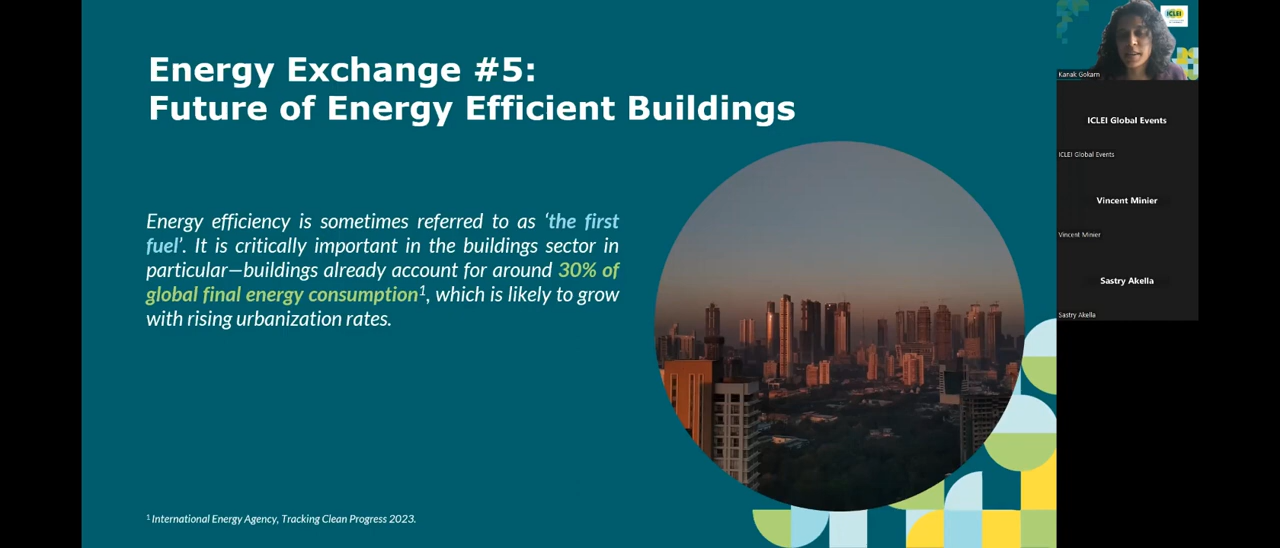 Energy Exchange #5:
Future of Energy Efficient Buildings
Energy efficiency is sometimes referred to as ‘the first
fuel’. It is critically important in the buildings sector in
particular—buildings already account for around 30% of
global final energy consumption¹, which is likely to grow
with rising urbanization rates.
¹ International Energy Agency, Tracking Clean Progress 2023.
ICLEI
Kanak Gokarn
ICLEI Global Events
ICLEI Global Events
Vincent Minier
Vincent Minier
Sastry Akella
Sastry Akella